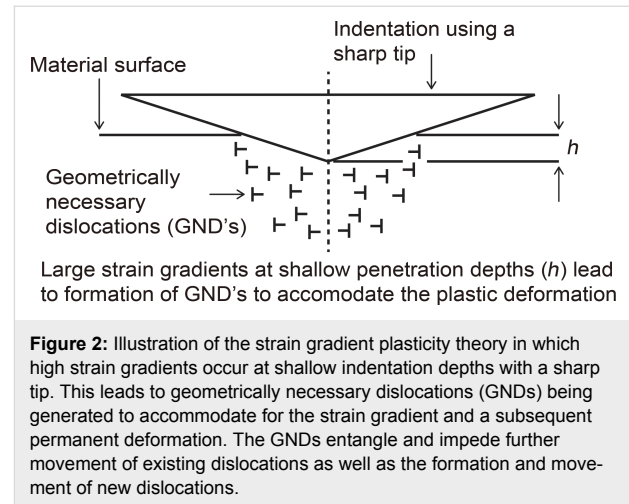 Indentation using a
sharp tip
Material surface
h
Geometrically
necessary
dislocations (GND's)
Large strain gradients at shallow penetration depths (h) lead
to formation of GND's to accomodate the plastic deformation
Figure 2: Illustration of the strain gradient plasticity theory in which
high strain gradients occur at shallow indentation depths with a sharp
tip. This leads to geometrically necessary dislocations (GNDs) being
generated to accommodate for the strain gradient and a subsequent
permanent deformation. The GNDs entangle and impede further
movement of existing dislocations as well as the formation and move-
ment of new dislocations.